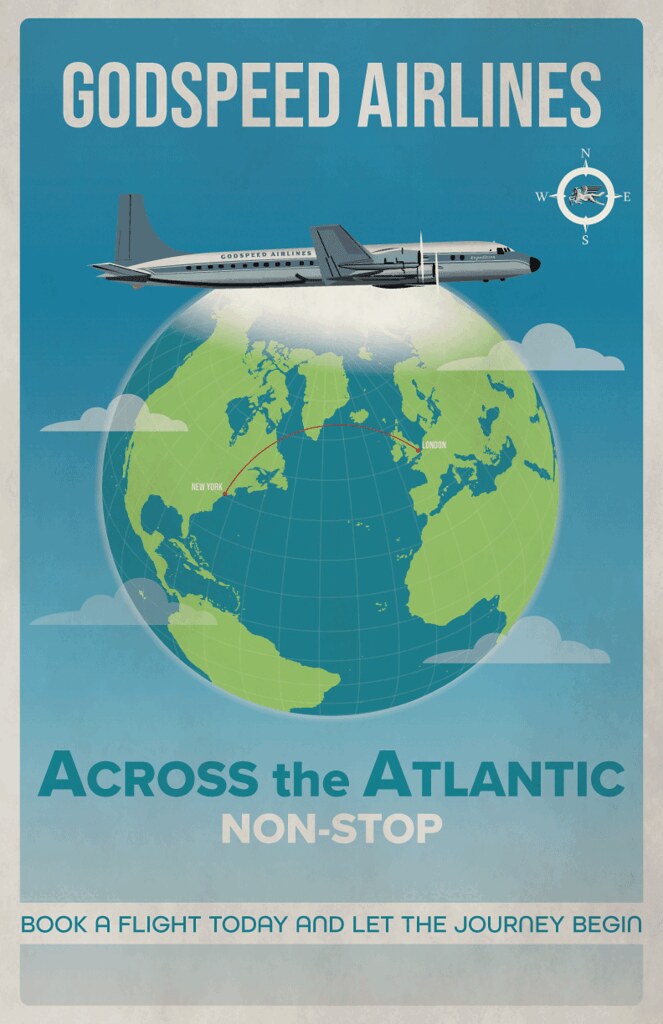 GODSPEED AIRLINES
N
W E
S
GODSPEED AIRLINES
LONDON
NEW YORK
ACROSS the ATLANTIC
NON-STOP
BOOK A FLIGHT TODAY AND LET THE JOURNEY BEGIN